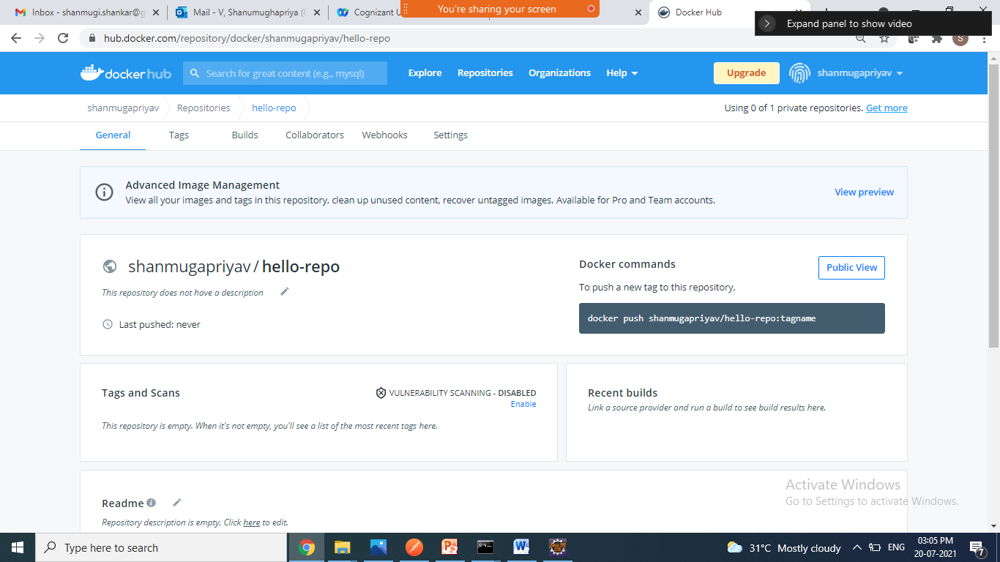 Inbox - shanmugi.shankar@g
Mail - V, Shanumughapriya (C
Cognizant U
You're sharing your screen
Docker Hub
Expand panel to show video
hub.docker.com/repository/docker/shanmugapriyav/hello-repo
S
docker hub
Search for great content (e.g., mysql)
Explore
Repositories
Organizations
Help
Upgrade
shanmugapriyav
shanmugapriyav
Repositories
hello-repo
Using 0 of 1 private repositories. Get more
General
Tags
Builds
Collaborators
Webhooks
Settings
Advanced Image Management
View all your images and tags in this repository, clean up unused content, recover untagged images. Available for Pro and Team accounts.
View preview
shanmugapriyav / hello-repo
This repository does not have a description
Last pushed: never
Docker commands
Public View
To push a new tag to this repository,
docker push shanmugapriyav/hello-repo:tagname
Tags and Scans
VULNERABILITY SCANNING - DISABLED
Enable
This repository is empty. When it's not empty, you'll see a list of the most recent tags here.
Recent builds
Link a source provider and run a build to see build results here.
Readme
Repository description is empty. Click here to edit.
Activate Windows
Go to Settings to activate Windows.
Type here to search
31°C Mostly cloudy
ENG
03:05 PM
20-07-2021
7